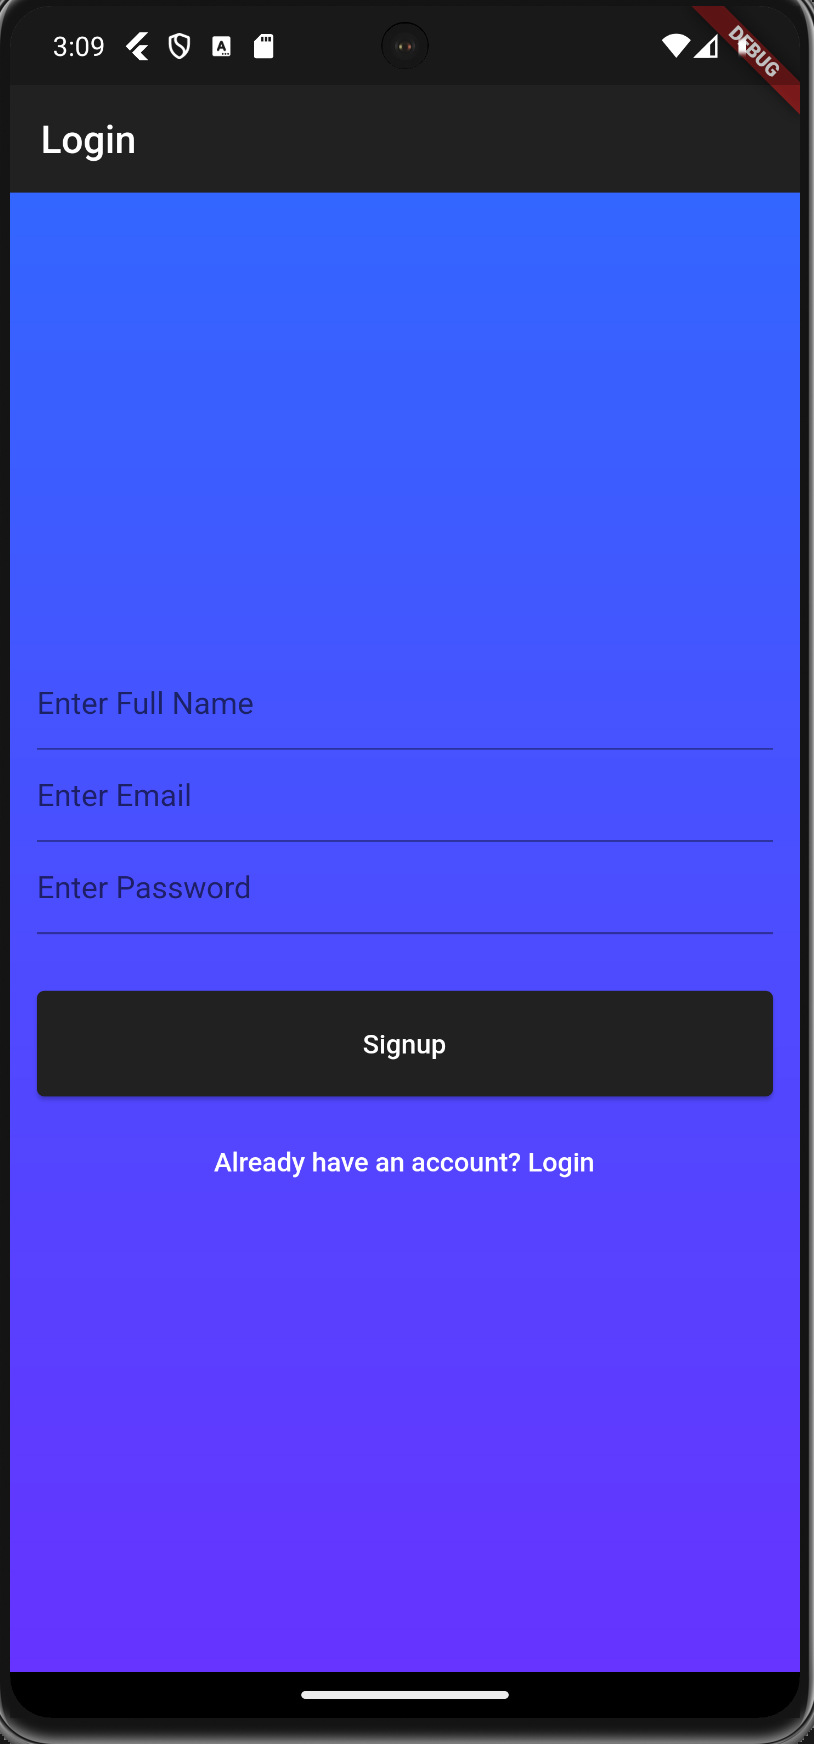 3:09
A
DEBUG
Login
Enter Full Name
Enter Email
Enter Password
Signup
Already have an account? Login